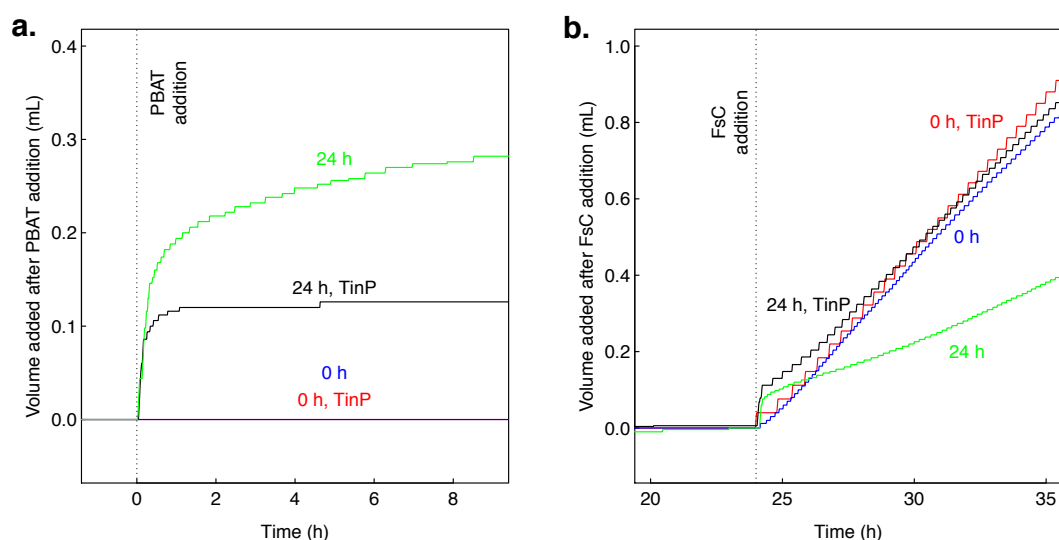 a.
Volume added after PBAT addition (mL)
0.4
0.3
0.2
0.1
0.0
PBAT
addition
24 h
24 h, TinP
0 h
0 h, TinP
0
2
4
6
8
Time (h)
b.
Volume added after FsC addition (mL)
1.0
0.8
0.6
0.4
0.2
0.0
FsC
addition
0 h, TinP
0 h
24 h, TinP
24 h
20
25
30
35
Time (h)